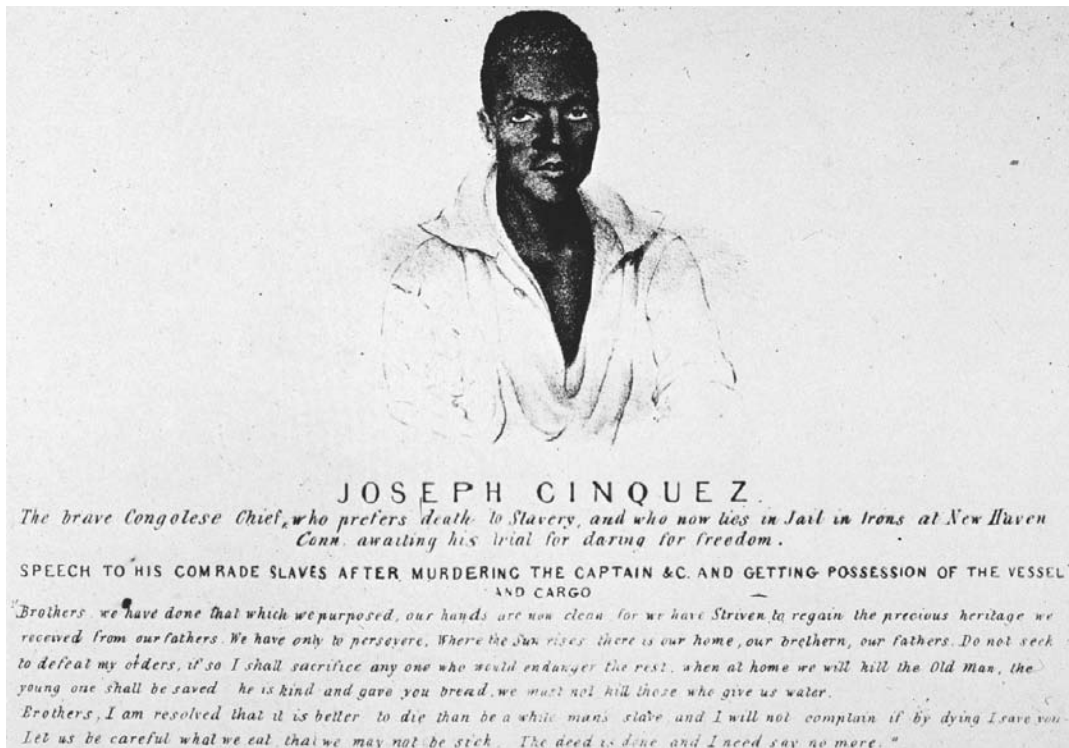 JOSEPH CINQUEZ.
The brave Congolese Chief, who prefers death to Slavery, and who now lies in Jail in Irons at New Haven
Conn. awaiting his trial for daring for freedom.
SPEECH TO HIS COMRADE SLAVES AFTER MURDERING THE CAPTAIN &C. AND GETTING POSSESSION OF THE VESSEL
AND CARGO
"Brothers, we have done that which we purposed, our hands are now clean for we have Striven to regain the precious heritage we
received from our fathers. We have only to persevere. Where the Sun rises there is our home, our brethern, our fathers. Do not seek
to defeat my orders, if so I shall sacrifice any one who would endanger the rest, when at home we will kill the Old Man, the
young one shall be saved he is kind and gave you bread, we must not kill those who give us water.
Brothers, I am resolved that it is better to die than be a white mans slave and I will not complain if by dying I save you
Let us be careful what we eat that we may not be sick. The deed is done and I need say no more."